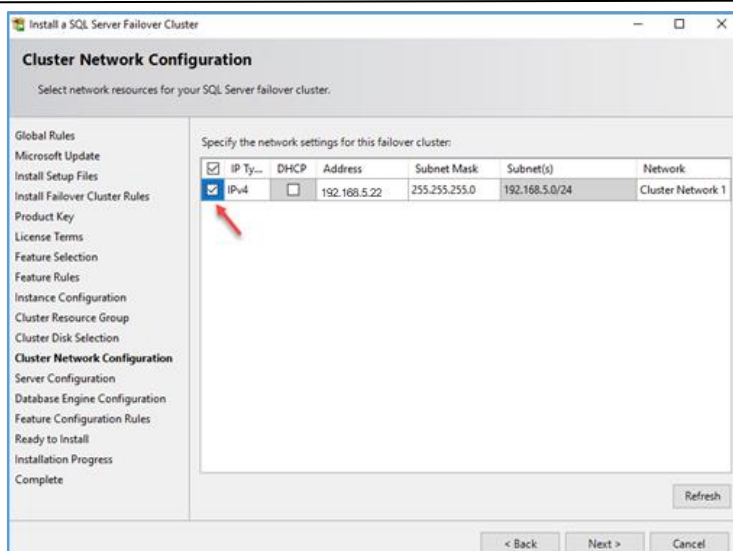 Install a SQL Server Failover Cluster
Cluster Network Configuration
Select network resources for your SQL Server failover cluster.
Global Rules
Microsoft Update
Install Setup Files
Install Failover Cluster Rules
Product Key
License Terms
Feature Selection
Feature Rules
Instance Configuration
Cluster Resource Group
Cluster Disk Selection
Cluster Network Configuration
Server Configuration
Database Engine Configuration
Feature Configuration Rules
Ready to Install
Installation Progress
Complete
Specify the network settings for this failover cluster:
IP Ty... DHCP Address Subnet Mask Subnet(s) Network
IPv4 192.168.5.22 255.255.255.0 192.168.5.0/24 Cluster Network 1
Refresh
< Back Next > Cancel